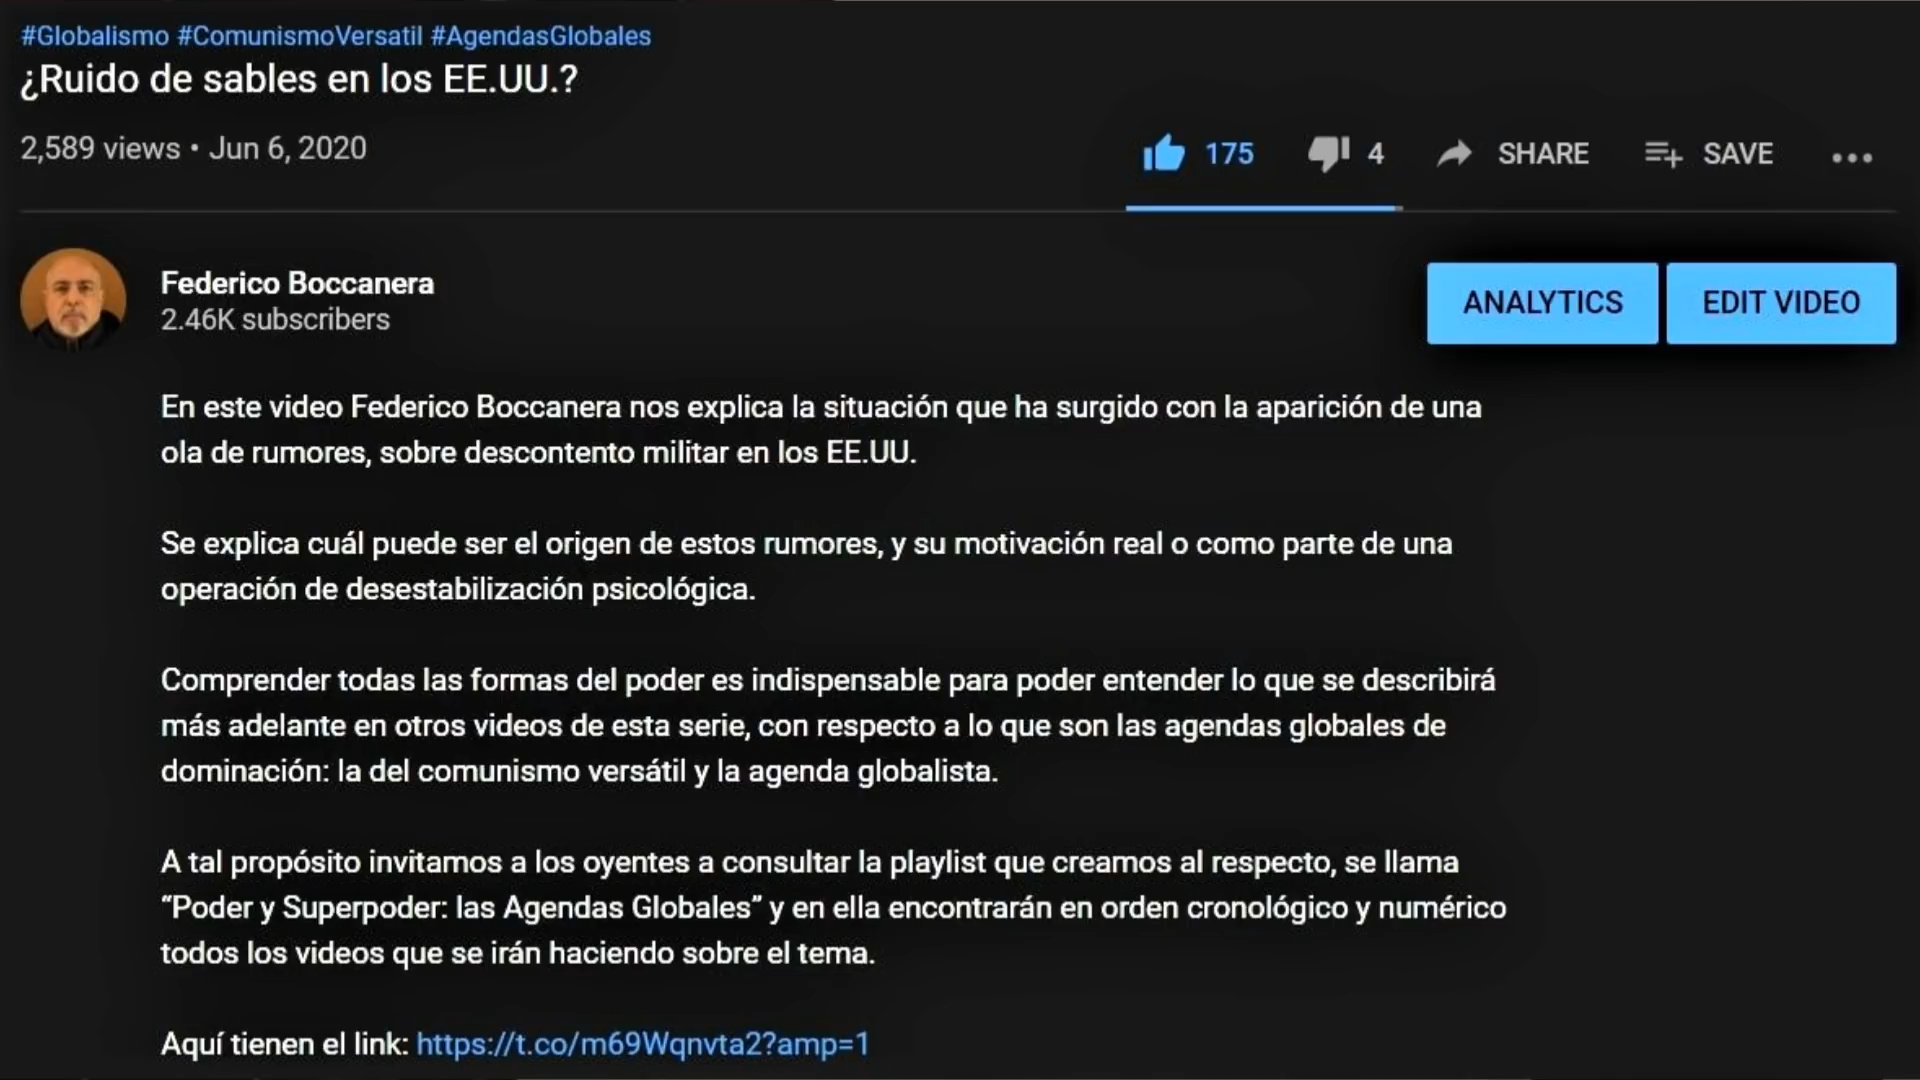 #Globalismo #ComunismoVersatil #AgendasGlobales
¿Ruido de sables en los EE.UU.?
2,589 views • Jun 6, 2020
175 4 SHARE SAVE
Federico Boccanera
2.46K subscribers
ANALYTICS EDIT VIDEO
En este video Federico Boccanera nos explica la situación que ha surgido con la aparición de una
ola de rumores, sobre descontento militar en los EE.UU.
Se explica cuál puede ser el origen de estos rumores, y su motivación real o como parte de una
operación de desestabilización psicológica.
Comprender todas las formas del poder es indispensable para poder entender lo que se describirá
más adelante en otros videos de esta serie, con respecto a lo que son las agendas globales de
dominación: la del comunismo versátil y la agenda globalista.
A tal propósito invitamos a los oyentes a consultar la playlist que creamos al respecto, se llama
“Poder y Superpoder: las Agendas Globales” y en ella encontrarán en orden cronológico y numérico
todos los videos que se irán haciendo sobre el tema.
Aquí tienen el link: https://t.co/m69Wqnvta2?amp=1